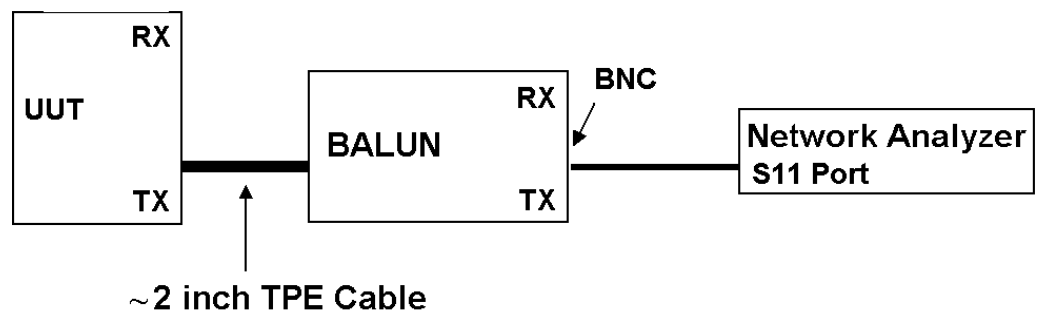 RX
UUT
TX
RX
BALUN
TX
BNC
Network Analyzer
S11 Port
~2 inch TPE Cable